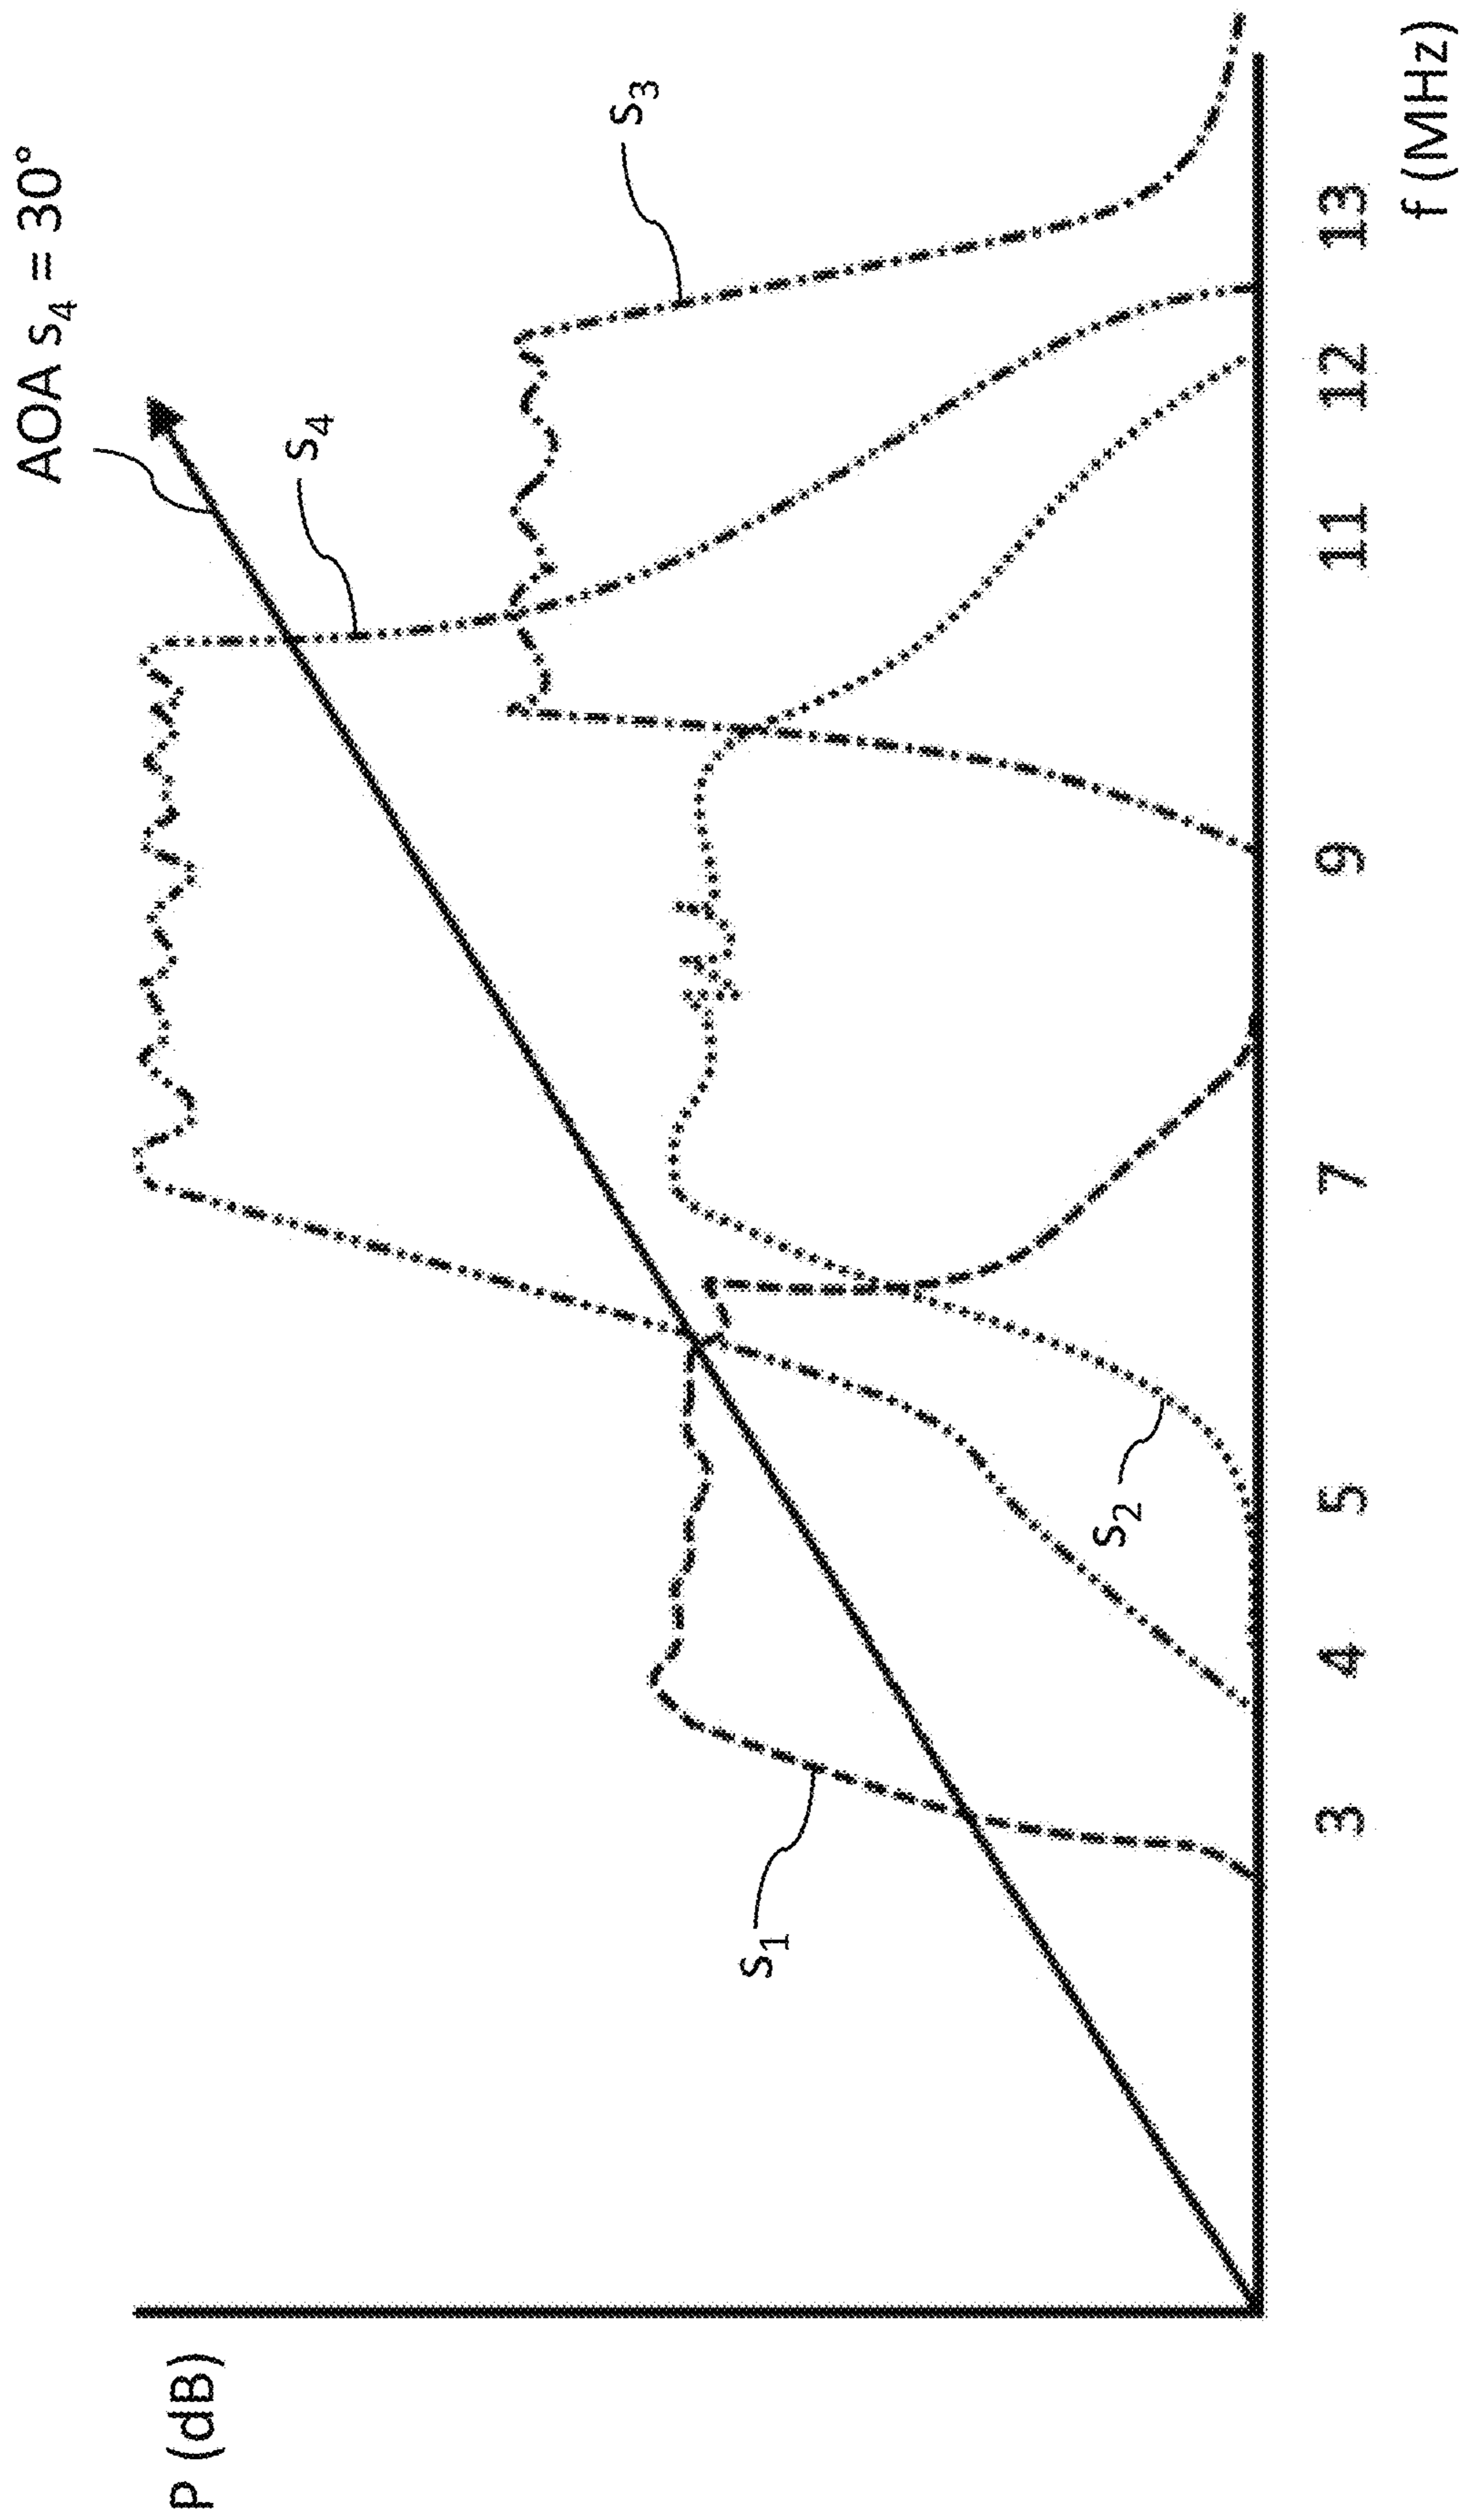 P (dB)
AOA s₄ = 30°
s₄
s₃
s₁
s₂
3 4 5 7 9 11 12 13
f (MHz)